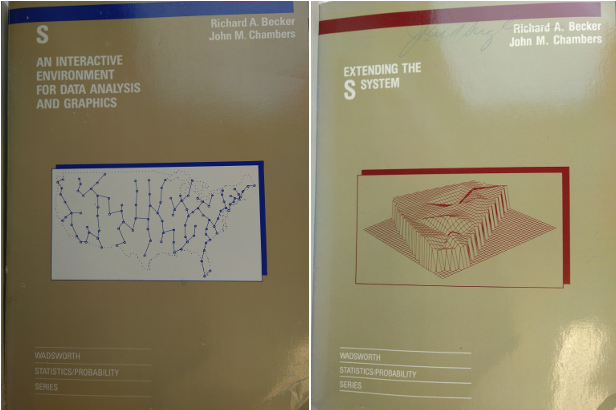 Richard A. Becker
John M. Chambers
S
AN INTERACTIVE
ENVIRONMENT
FOR DATA ANALYSIS
AND GRAPHICS
WADSWORTH
STATISTICS/PROBABILITY
SERIES
Richard A. Becker
John M. Chambers
EXTENDING THE
S SYSTEM
WADSWORTH
STATISTICS/PROBABILITY
SERIES